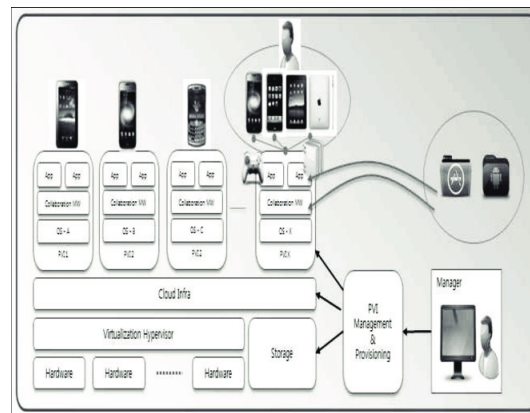 App App App App App App App App
Collaboration MW Collaboration MW Collaboration MW Collaboration MW
OS - A OS - B OS - C OS - X
PVC1 PVC2 PVC3
Manager
Cloud Infra
PVI
Management
&
Provisioning
Virtualization Hypervisor
Storage
Hardware Hardware Hardware